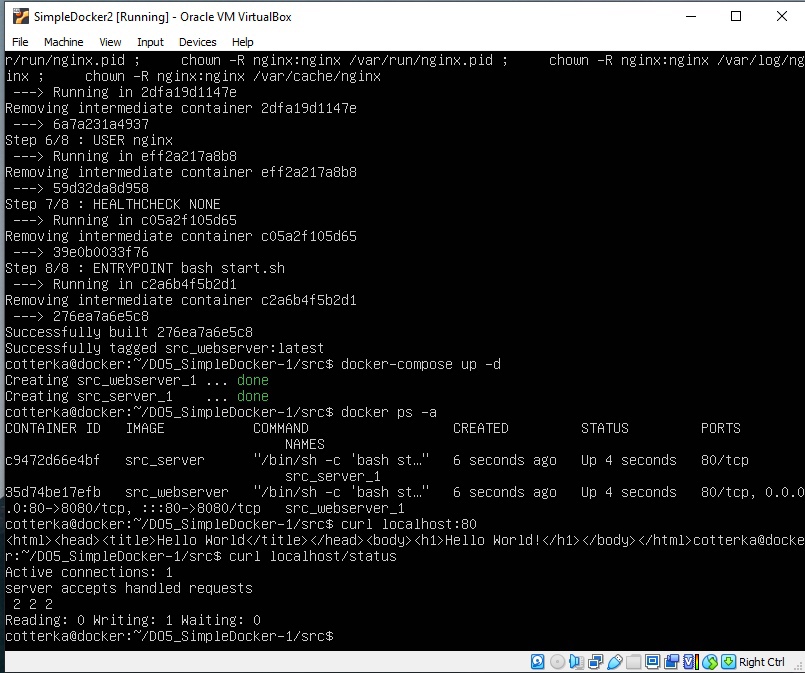 SimpleDocker2 [Running] - Oracle VM VirtualBox
File Machine View Input Devices Help
r/run/nginx.pid ;     chown -R nginx:nginx /var/run/nginx.pid ;     chown -R nginx:nginx /var/log/ng
inx ;     chown -R nginx:nginx /var/cache/nginx
 ---> Running in 2dfa19d1147e
Removing intermediate container 2dfa19d1147e
 ---> 6a7a231a4937
Step 6/8 : USER nginx
 ---> Running in eff2a217a8b8
Removing intermediate container eff2a217a8b8
 ---> 59d32da8d958
Step 7/8 : HEALTHCHECK NONE
 ---> Running in c05a2f105d65
Removing intermediate container c05a2f105d65
 ---> 39e0b0033f76
Step 8/8 : ENTRYPOINT bash start.sh
 ---> Running in c2a6b4f5b2d1
Removing intermediate container c2a6b4f5b2d1
 ---> 276ea7a6e5c8
Successfully built 276ea7a6e5c8
Successfully tagged src_webserver:latest
cotterka@docker:~/DO5_SimpleDocker-1/src$ docker-compose up -d
Creating src_webserver_1 ... done
Creating src_server_1    ... done
cotterka@docker:~/DO5_SimpleDocker-1/src$ docker ps -a
CONTAINER ID   IMAGE           COMMAND                  CREATED         STATUS         PORTS
                                   NAMES
c9472d66e4bf   src_server      "/bin/sh -c 'bash st…"   6 seconds ago   Up 4 seconds   80/tcp
                                   src_server_1
35d74be17efb   src_webserver   "/bin/sh -c 'bash st…"   6 seconds ago   Up 4 seconds   80/tcp, 0.0.0
.0:80->8080/tcp, :::80->8080/tcp   src_webserver_1
cotterka@docker:~/DO5_SimpleDocker-1/src$ curl localhost:80
<html><head><title>Hello World</title></head><body><h1>Hello World!</h1></body></html>cotterka@docke
r:~/DO5_SimpleDocker-1/src$ curl localhost/status
Active connections: 1
server accepts handled requests
 2 2 2
Reading: 0 Writing: 1 Waiting: 0
cotterka@docker:~/DO5_SimpleDocker-1/src$
Right Ctrl